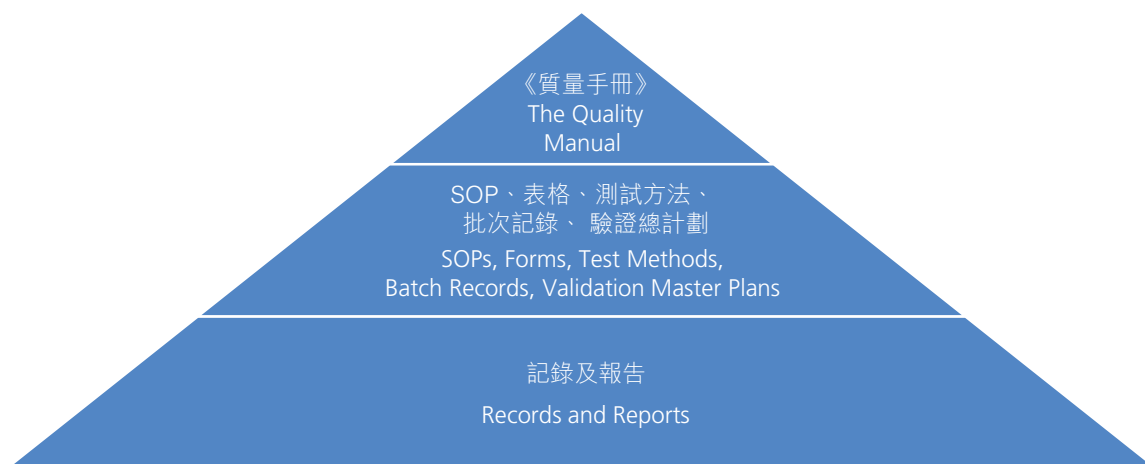 《質量手冊》
The Quality
Manual
SOP、表格、測試方法、
批次記錄、 驗證總計劃
SOPs, Forms, Test Methods,
Batch Records, Validation Master Plans
記錄及報告
Records and Reports